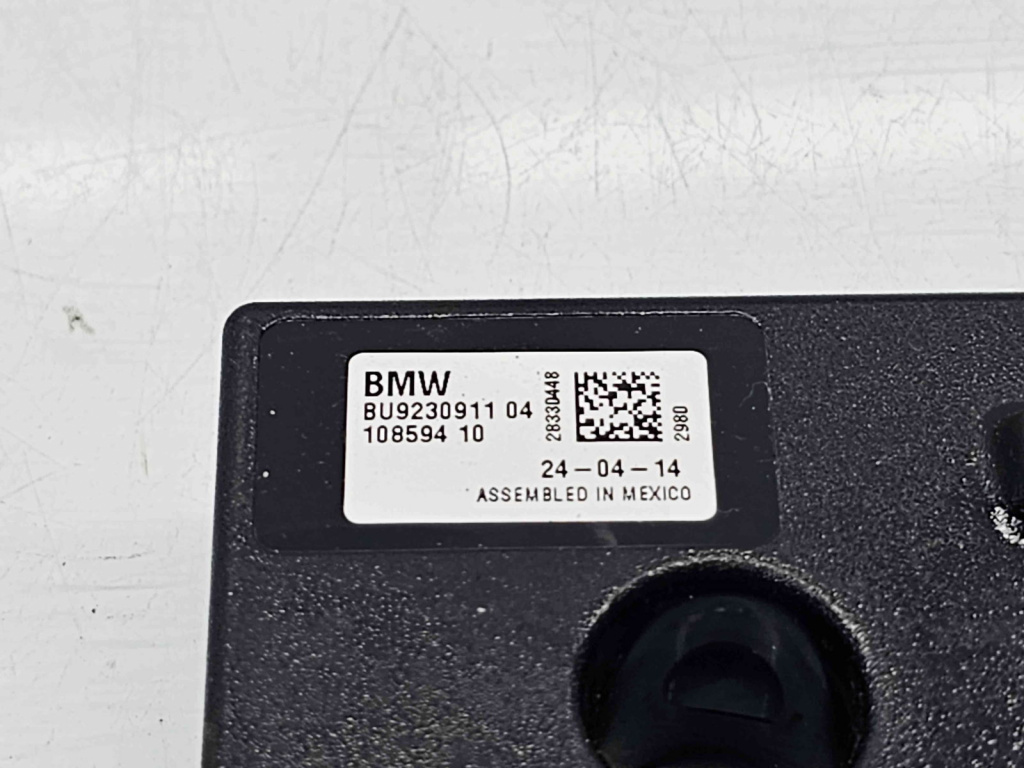 BMW
BU9230911 04
108594 10
28330448
2980
24-04-14
ASSEMBLED IN MEXICO